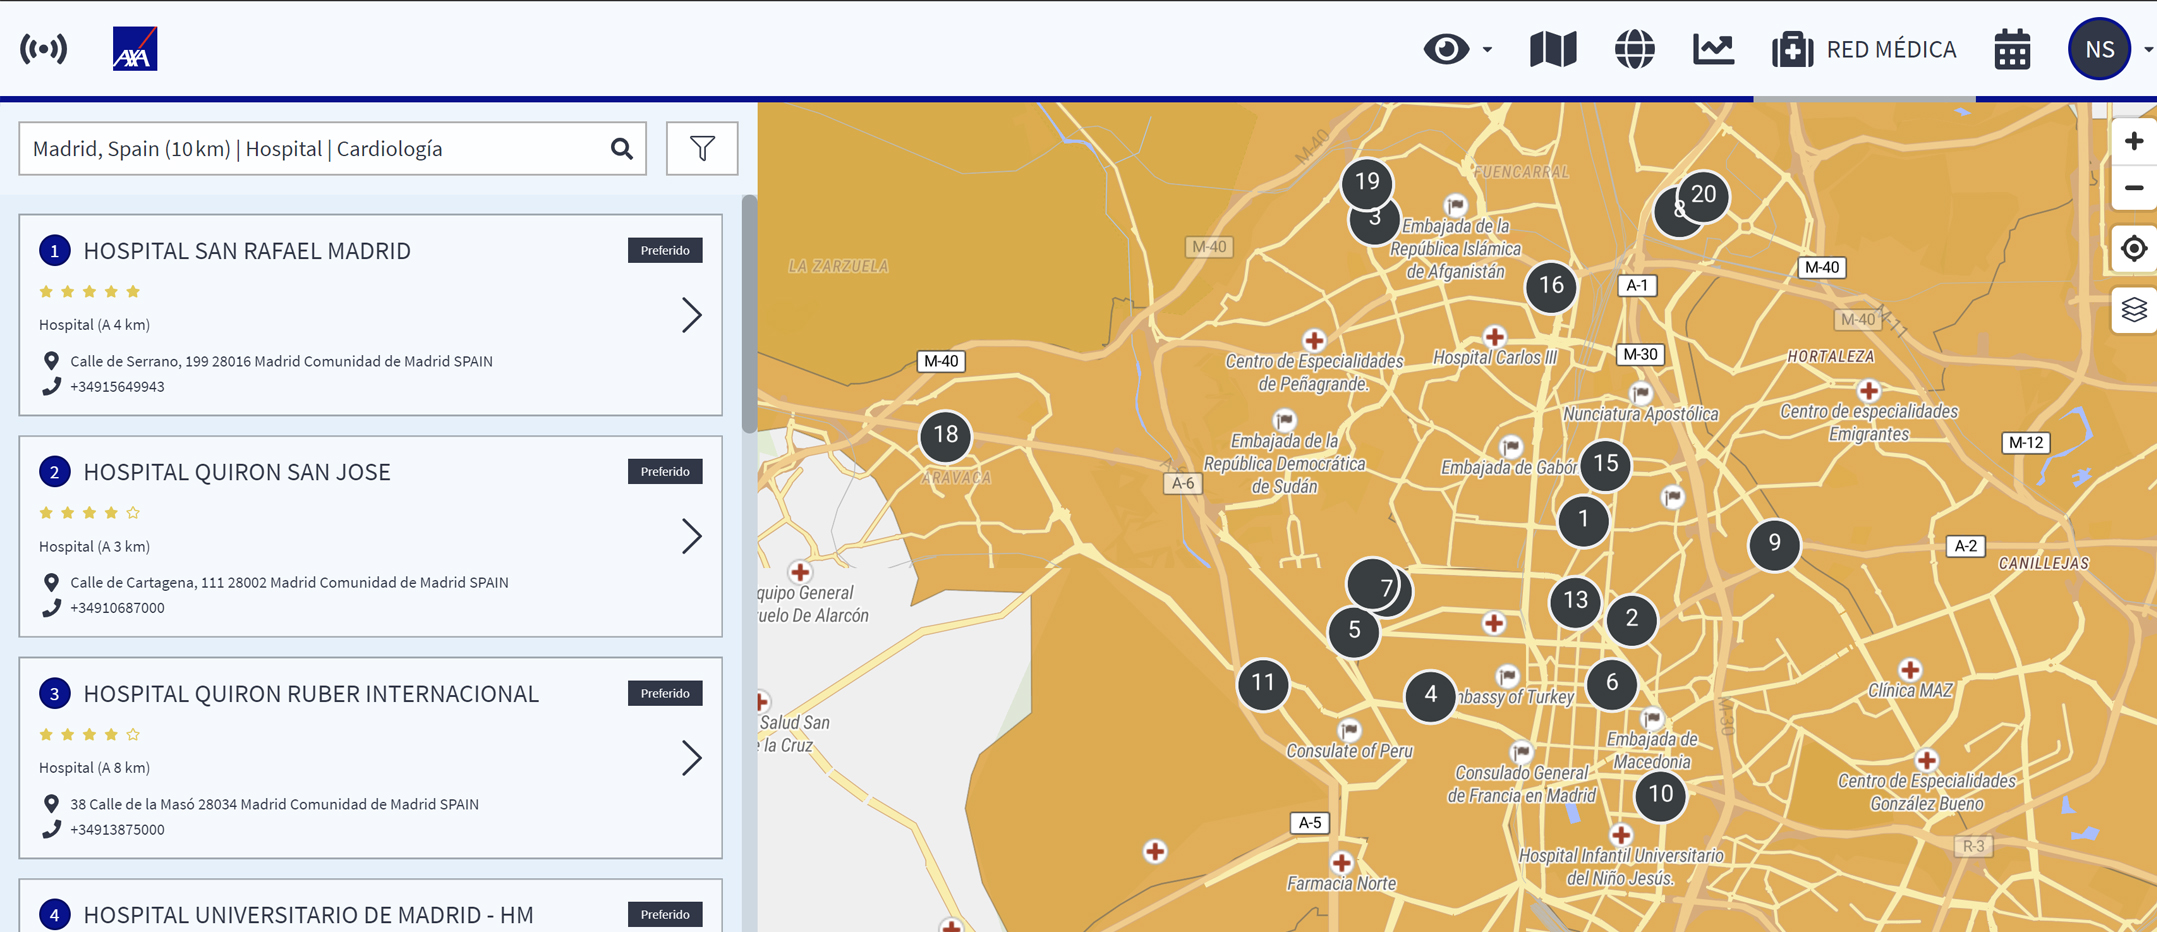 AXA
RED MÉDICA
NS
Madrid, Spain (10 km) | Hospital | Cardiología
1 HOSPITAL SAN RAFAEL MADRID
Preferido
Hospital (A 4 km)
Calle de Serrano, 199 28016 Madrid Comunidad de Madrid SPAIN
+34915649943
2 HOSPITAL QUIRON SAN JOSE
Preferido
Hospital (A 3 km)
Calle de Cartagena, 111 28002 Madrid Comunidad de Madrid SPAIN
+34910687000
3 HOSPITAL QUIRON RUBER INTERNACIONAL
Preferido
Hospital (A 8 km)
38 Calle de la Masó 28034 Madrid Comunidad de Madrid SPAIN
+34913875000
4 HOSPITAL UNIVERSITARIO DE MADRID - HM
Preferido
M-40
FUENCARRAL
19
3
8
20
Embajada de la
República Islámica
de Afganistán
M-40
LA ZARZUELA
M-40
16
A-1
M-40
M-11
Centro de Especialidades
de Peñagrande.
Hospital Carlos III
M-30
HORTALEZA
M-40
Nunciatura Apostólica
Centro de especialidades
Emigrantes
18
ARAVACA
Embajada de la
República Democrática
de Sudán
Embajada de Gabón
15
M-12
A-6
A-6
1
9
A-2
CANILLEJAS
quipo General
uelo De Alarcón
7
5
13
2
11
4
mbassy of Turkey
6
Clínica MAZ
M-30
Salud San
e la Cruz
Consulate of Peru
Embajada de
Macedonia
Consulado General
de Francia en Madrid
10
Centro de Especialidades
González Bueno
A-5
R-3
Hospital Infantil Universitario
del Niño Jesús.
Farmacia Norte